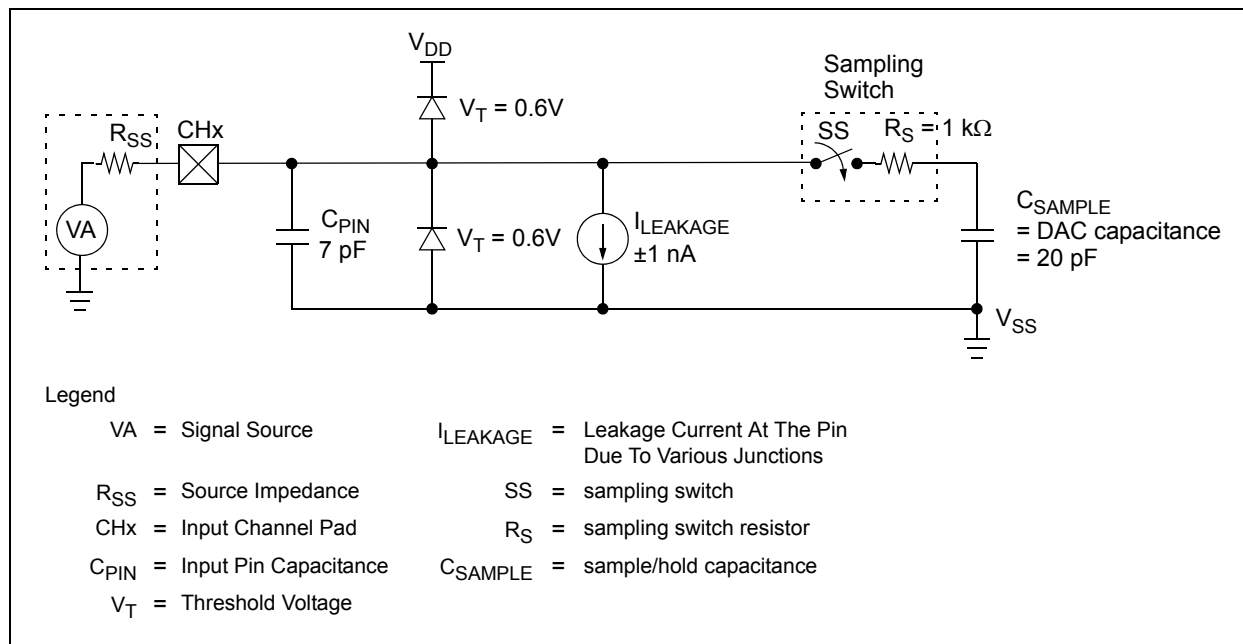 V_DD
Sampling
Switch
V_T = 0.6V
R_SS
CHx
SS
R_S = 1 kΩ
VA
C_PIN
7 pF
V_T = 0.6V
I_LEAKAGE
±1 nA
C_SAMPLE
= DAC capacitance
= 20 pF
V_SS
Legend
VA = Signal Source
I_LEAKAGE = Leakage Current At The Pin
Due To Various Junctions
R_SS = Source Impedance
SS = sampling switch
CHx = Input Channel Pad
R_S = sampling switch resistor
C_PIN = Input Pin Capacitance
C_SAMPLE = sample/hold capacitance
V_T = Threshold Voltage